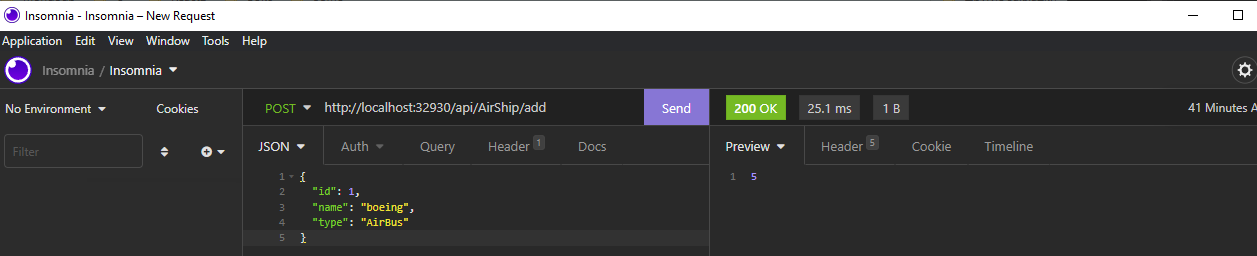 Insomnia - Insomnia – New Request
Application Edit View Window Tools Help
Insomnia / Insomnia
No Environment Cookies POST http://localhost:32930/api/AirShip/add Send 200 OK 25.1 ms 1 B 41 Minutes A
Filter JSON Auth Query Header 1 Docs Preview Header 5 Cookie Timeline
1 { 1 5
2 "id": 1,
3 "name": "boeing",
4 "type": "AirBus"
5 }